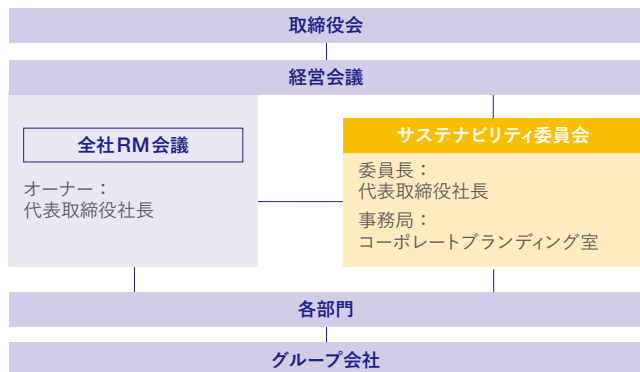 取締役会
経営会議
全社RM会議
オーナー：
代表取締役社長
サステナビリティ委員会
委員長：
代表取締役社長
事務局：
コーポレートブランディング室
各部門
グループ会社